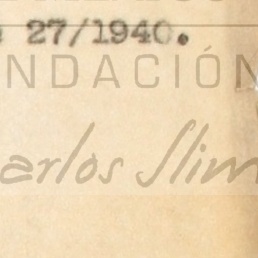 27/1940.
NDACIÓN
arlos Slim